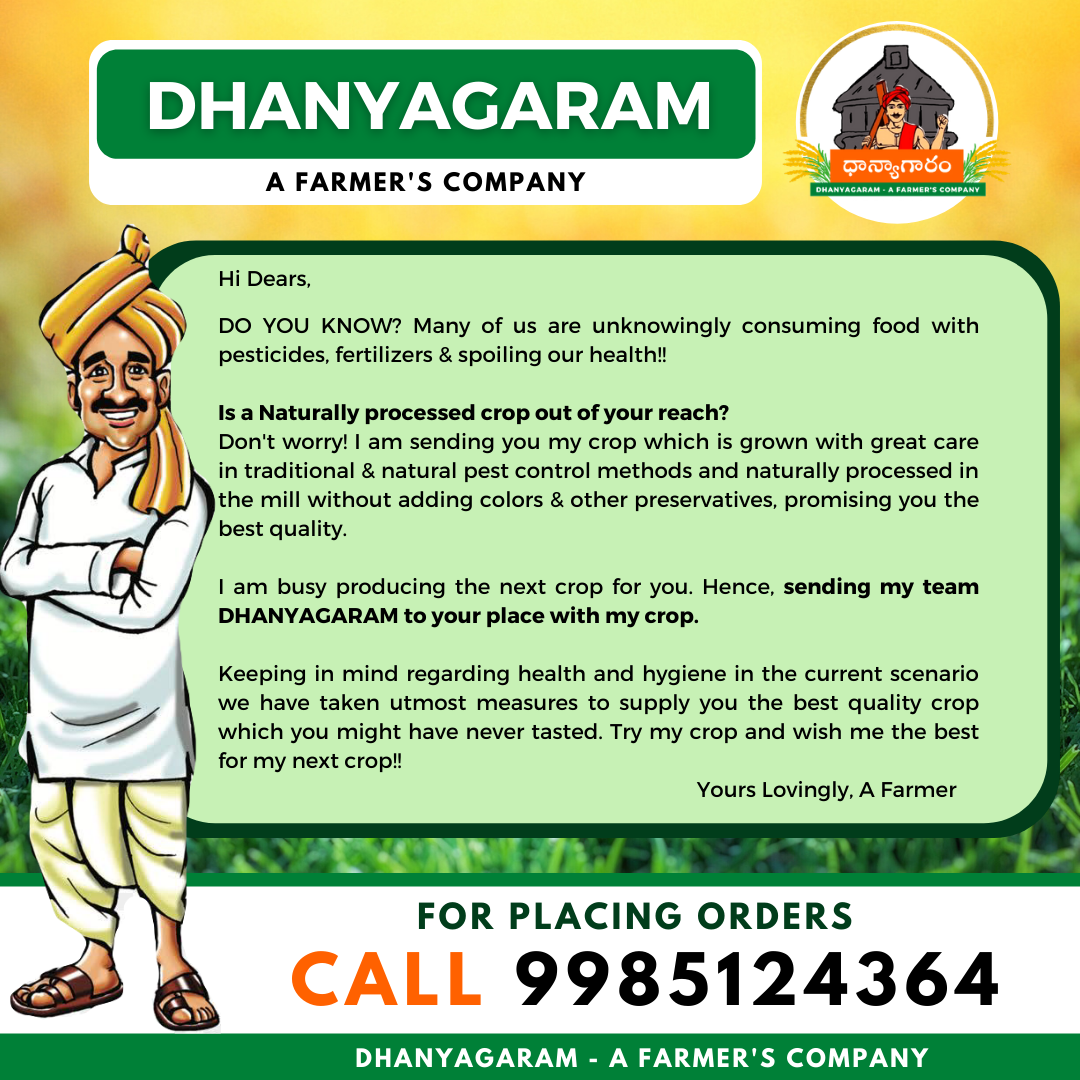 DHANYAGARAM
A FARMER'S COMPANY
ధాన్యాగారం
DHANYAGARAM - A FARMER'S COMPANY
Hi Dears,
DO YOU KNOW? Many of us are unknowingly consuming food with
pesticides, fertilizers & spoiling our health!!
Is a Naturally processed crop out of your reach?
Don't worry! I am sending you my crop which is grown with great care
in traditional & natural pest control methods and naturally processed in
the mill without adding colors & other preservatives, promising you the
best quality.
I am busy producing the next crop for you. Hence, sending my team
DHANYAGARAM to your place with my crop.
Keeping in mind regarding health and hygiene in the current scenario
we have taken utmost measures to supply you the best quality crop
which you might have never tasted. Try my crop and wish me the best
for my next crop!!
Yours Lovingly, A Farmer
FOR PLACING ORDERS
CALL 9985124364
DHANYAGARAM - A FARMER'S COMPANY